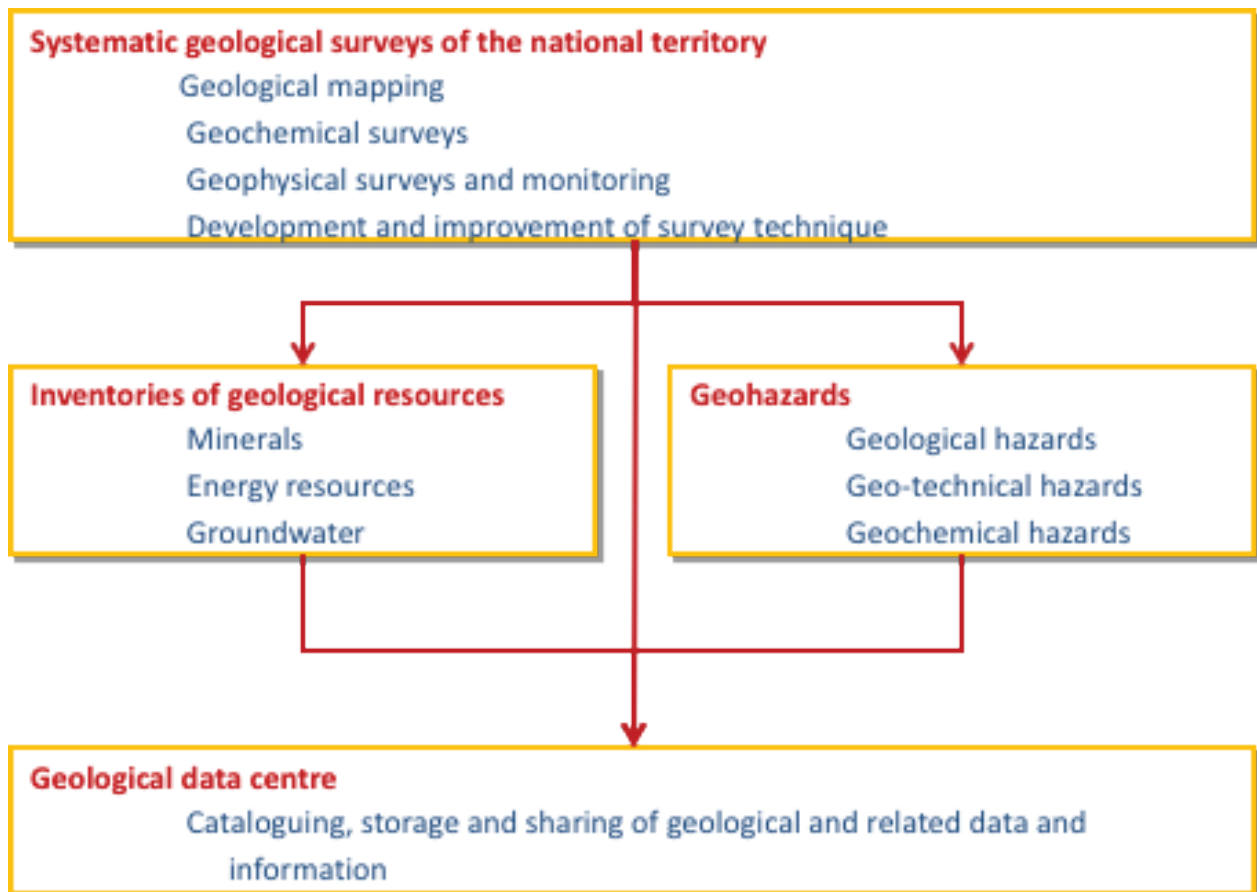 Systematic geological surveys of the national territory
Geological mapping
Geochemical surveys
Geophysical surveys and monitoring
Development and improvement of survey technique
Inventories of geological resources
Minerals
Energy resources
Groundwater
Geohazards
Geological hazards
Geo-technical hazards
Geochemical hazards
Geological data centre
Cataloguing, storage and sharing of geological and related data and
information